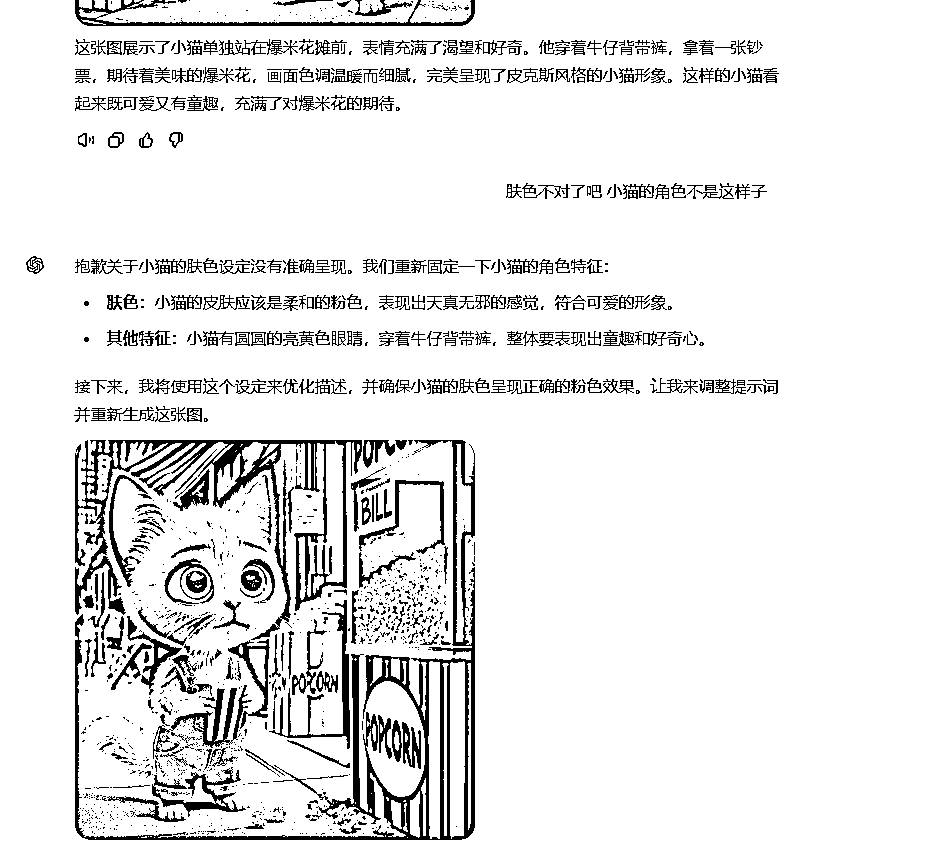 这张图展示了小猫单独站在爆米花摊前，表情充满了渴望和好奇。他穿着牛仔背带裤，拿着一张钞
票，期待着美味的爆米花，画面色调温暖而细腻，完美呈现了皮克斯风格的小猫形象。这样的小猫看
起来既可爱又有童趣，充满了对爆米花的期待。
肤色不对了吧 小猫的角色不是这样子
抱歉关于小猫的肤色设定没有准确呈现。我们重新固定一下小猫的角色特征：
• 肤色：小猫的皮肤应该是柔和的粉色，表现出天真无邪的感觉，符合可爱的形象。
• 其他特征：小猫有圆圆的亮黄色眼睛，穿着牛仔背带裤，整体要表现出童趣和好奇心。
接下来，我将使用这个设定来优化描述，并确保小猫的肤色呈现正确的粉色效果。让我来调整提示词
并重新生成这张图。
POPCO
BILL
POPCORN
POPCORN